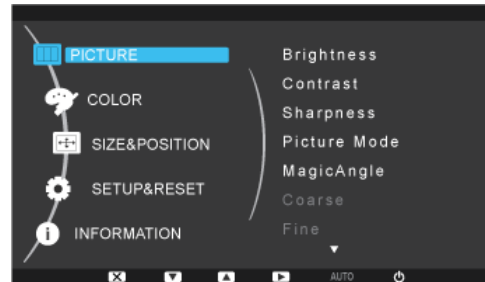 PICTURE
COLOR
SIZE&POSITION
SETUP&RESET
INFORMATION
Brightness
Contrast
Sharpness
Picture Mode
MagicAngle
Coarse
Fine
AUTO